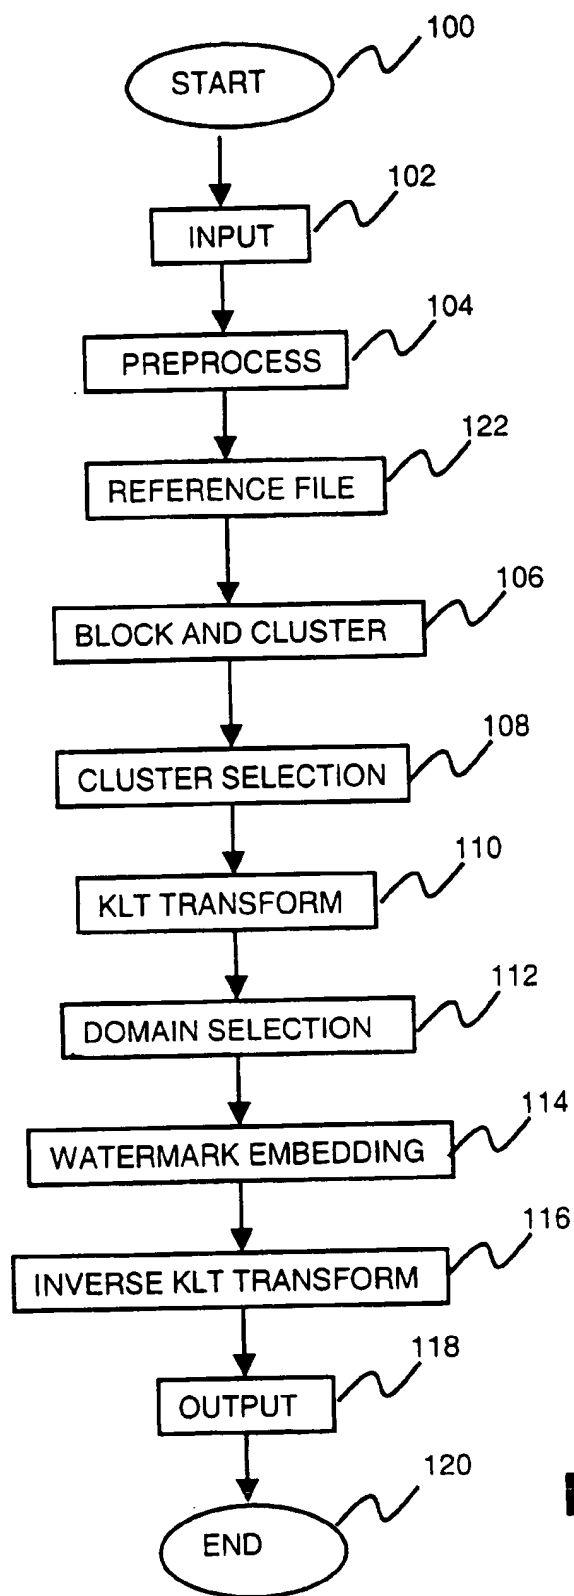 100
START
102
INPUT
104
PREPROCESS
122
REFERENCE FILE
106
BLOCK AND CLUSTER
108
CLUSTER SELECTION
110
KLT TRANSFORM
112
DOMAIN SELECTION
114
WATERMARK EMBEDDING
116
INVERSE KLT TRANSFORM
118
OUTPUT
120
END